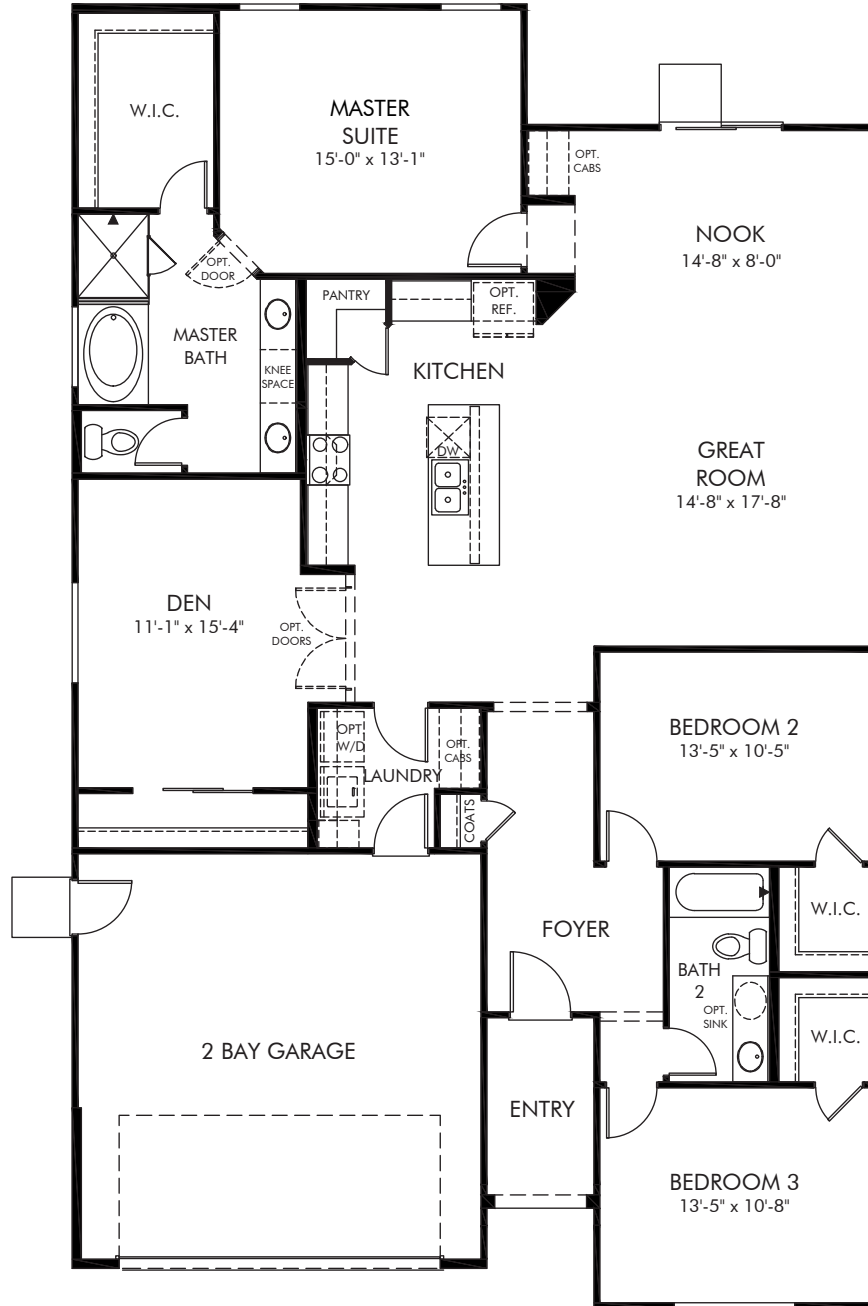 W.I.C.
MASTER
SUITE
15'-0" x 13'-1"
OPT.
CABS
NOOK
14'-8" x 8'-0"
OPT.
DOOR
PANTRY
OPT.
REF.
MASTER
BATH
KNEE
SPACE
KITCHEN
DW
GREAT
ROOM
14'-8" x 17'-8"
DEN
11'-1" x 15'-4"
OPT.
DOORS
OPT
W/D
LAUNDRY
OPT.
CABS
COATS
BEDROOM 2
13'-5" x 10'-5"
W.I.C.
FOYER
BATH
2
OPT.
SINK
W.I.C.
2 BAY GARAGE
ENTRY
BEDROOM 3
13'-5" x 10'-8"